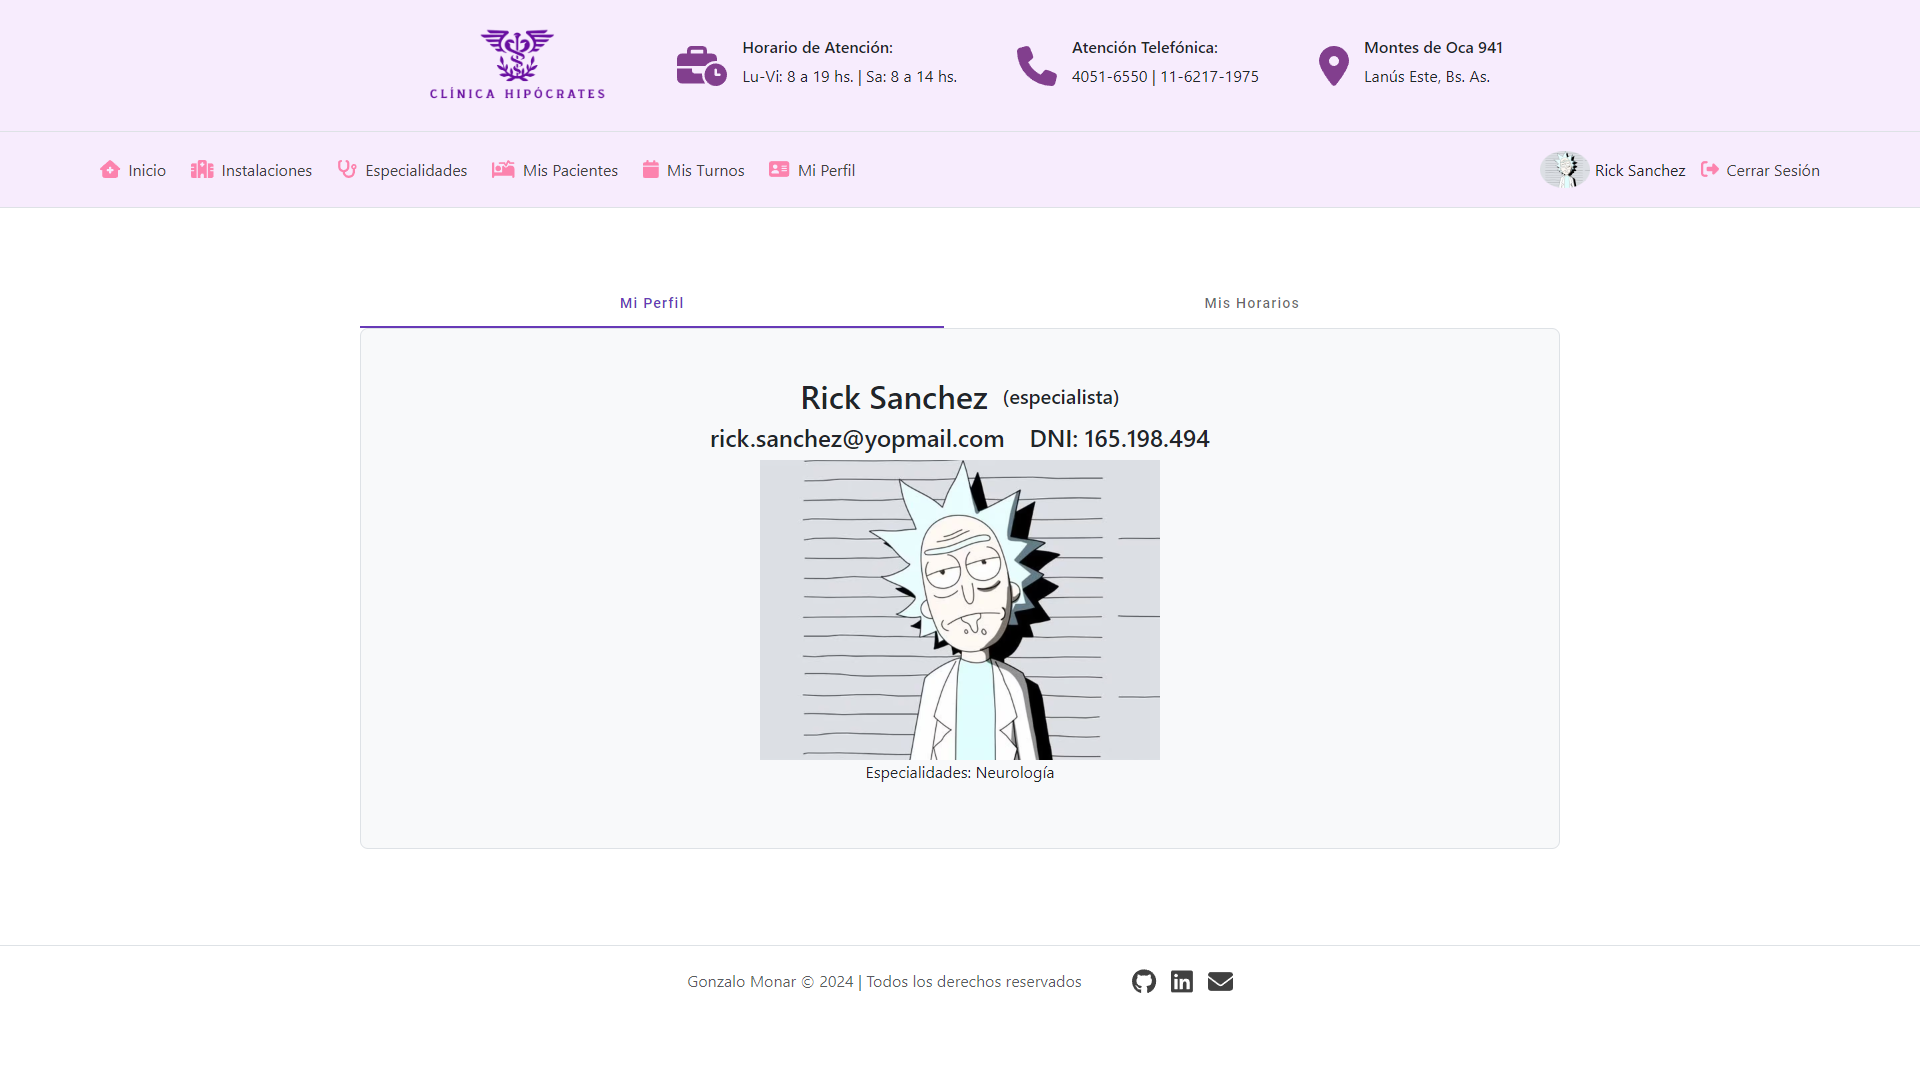 CLÍNICA HIPÓCRATES
Horario de Atención:
Lu-Vi: 8 a 19 hs. | Sa: 8 a 14 hs.
Atención Telefónica:
4051-6550 | 11-6217-1975
Montes de Oca 941
Lanús Este, Bs. As.
Inicio Instalaciones Especialidades Mis Pacientes Mis Turnos Mi Perfil Rick Sanchez Cerrar Sesión
Mi Perfil Mis Horarios
Rick Sanchez (especialista)
rick.sanchez@yopmail.com DNI: 165.198.494
Especialidades: Neurología
Gonzalo Monar © 2024 | Todos los derechos reservados